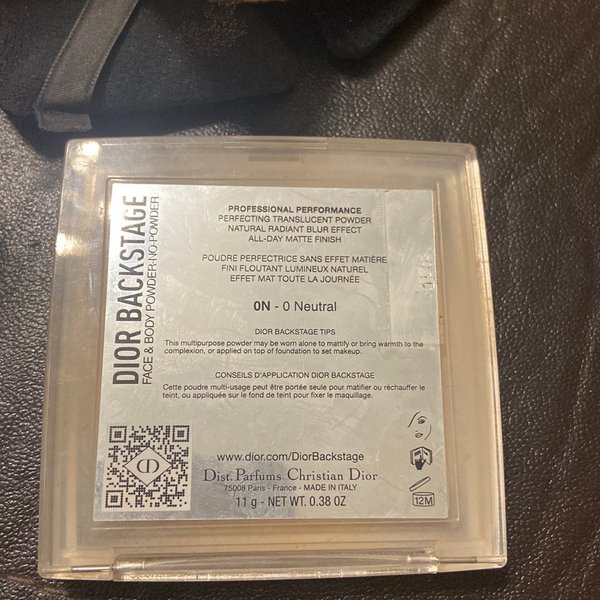 DIOR BACKSTAGE
FACE & BODY POWDER-NO-POWDER
PROFESSIONAL PERFORMANCE
PERFECTING TRANSLUCENT POWDER
NATURAL RADIANT BLUR EFFECT
ALL-DAY MATTE FINISH
POUDRE PERFECTRICE SANS EFFET MATIÈRE
FINI FLOUTANT LUMINEUX NATUREL
EFFET MAT TOUTE LA JOURNÉE
0N - 0 Neutral
DIOR BACKSTAGE TIPS
This multipurpose powder may be worn alone to mattify or bring warmth to the
complexion, or applied on top of foundation to set makeup.
CONSEILS D'APPLICATION DIOR BACKSTAGE
Cette poudre multi-usage peut être portée seule pour matifier ou réchauffer le
teint, ou appliquée sur le fond de teint pour fixer le maquillage.
www.dior.com/DiorBackstage
Dist. Parfums Christian Dior
75008 Paris - France - MADE IN ITALY
11 g - NET WT. 0.38 OZ
12M